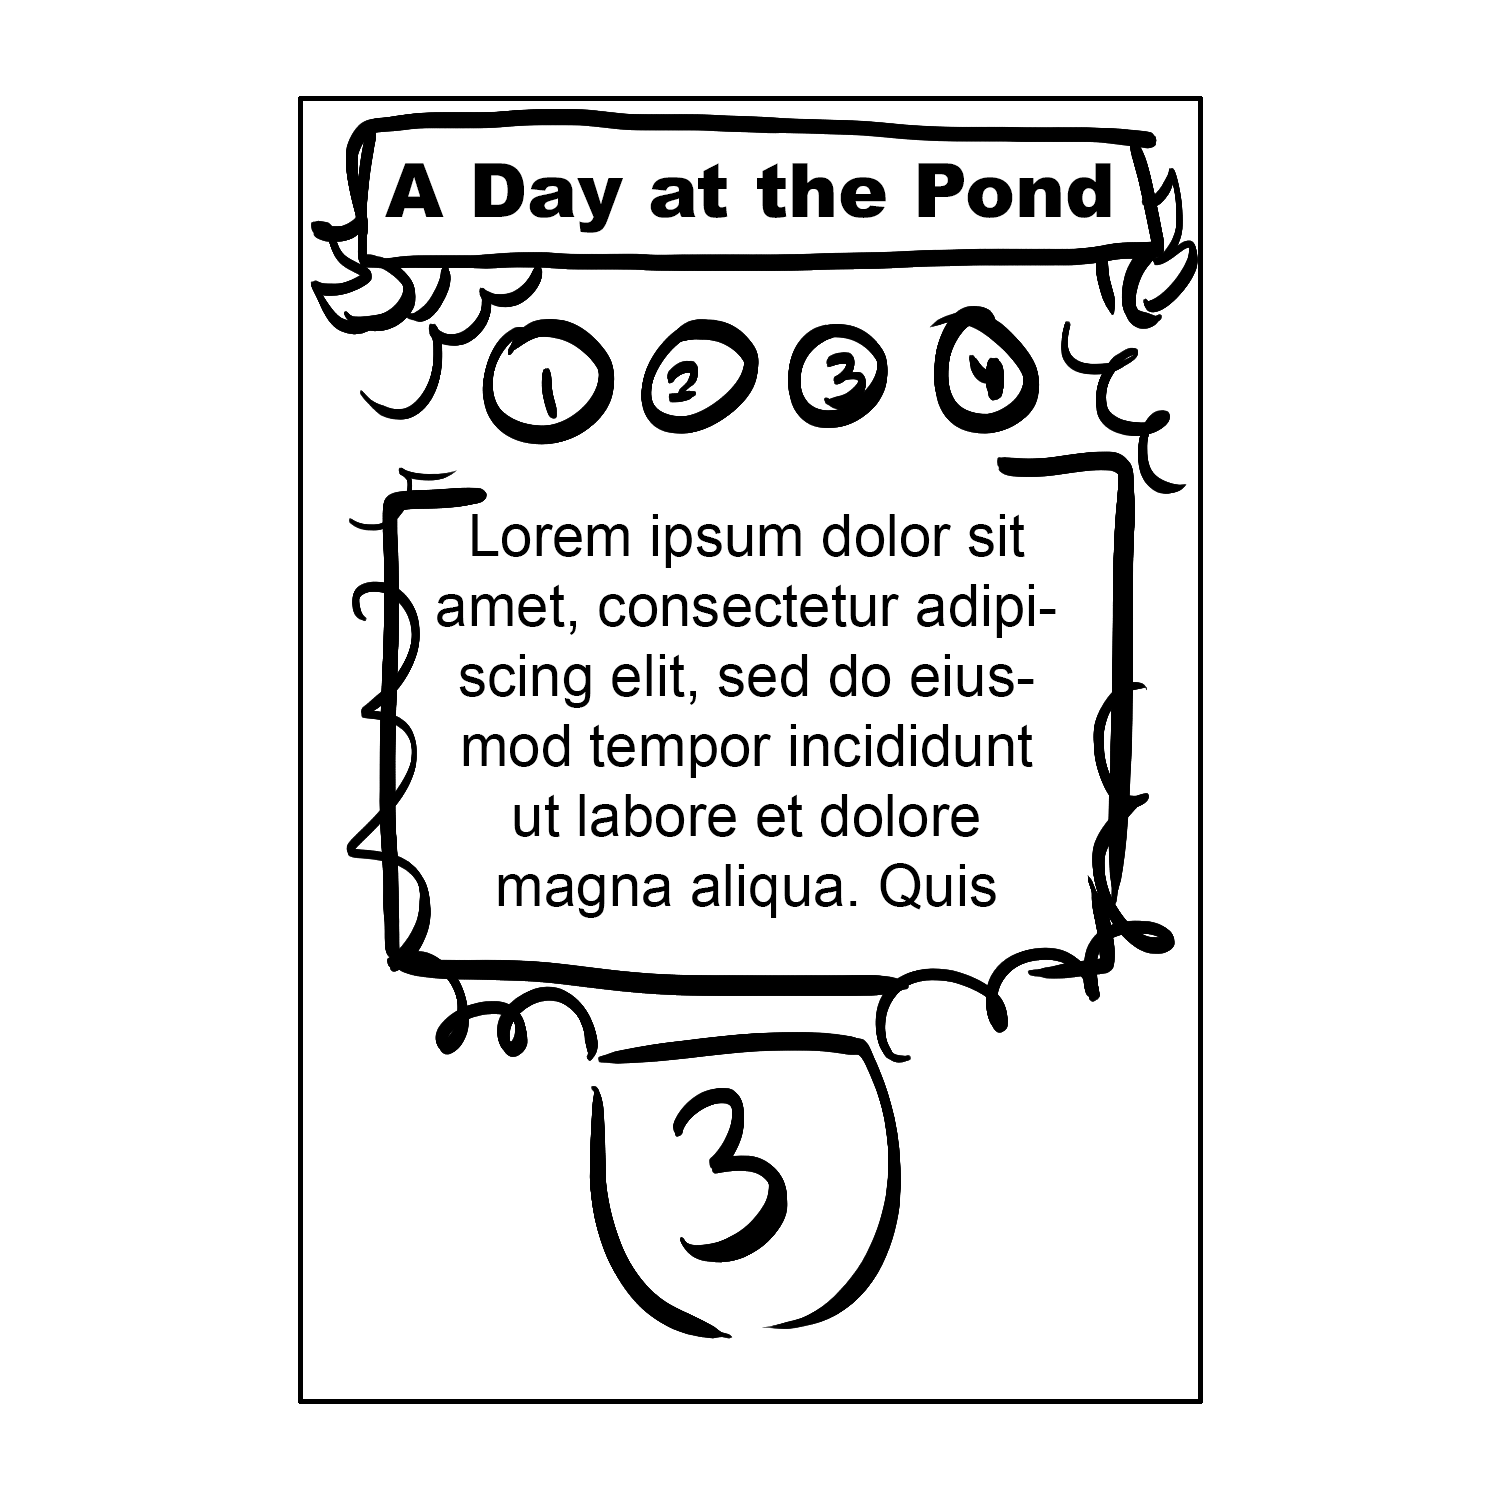 A Day at the Pond
1 2 3 4
Lorem ipsum dolor sit
amet, consectetur adipi-
scing elit, sed do eius-
mod tempor incididunt
ut labore et dolore
magna aliqua. Quis
3